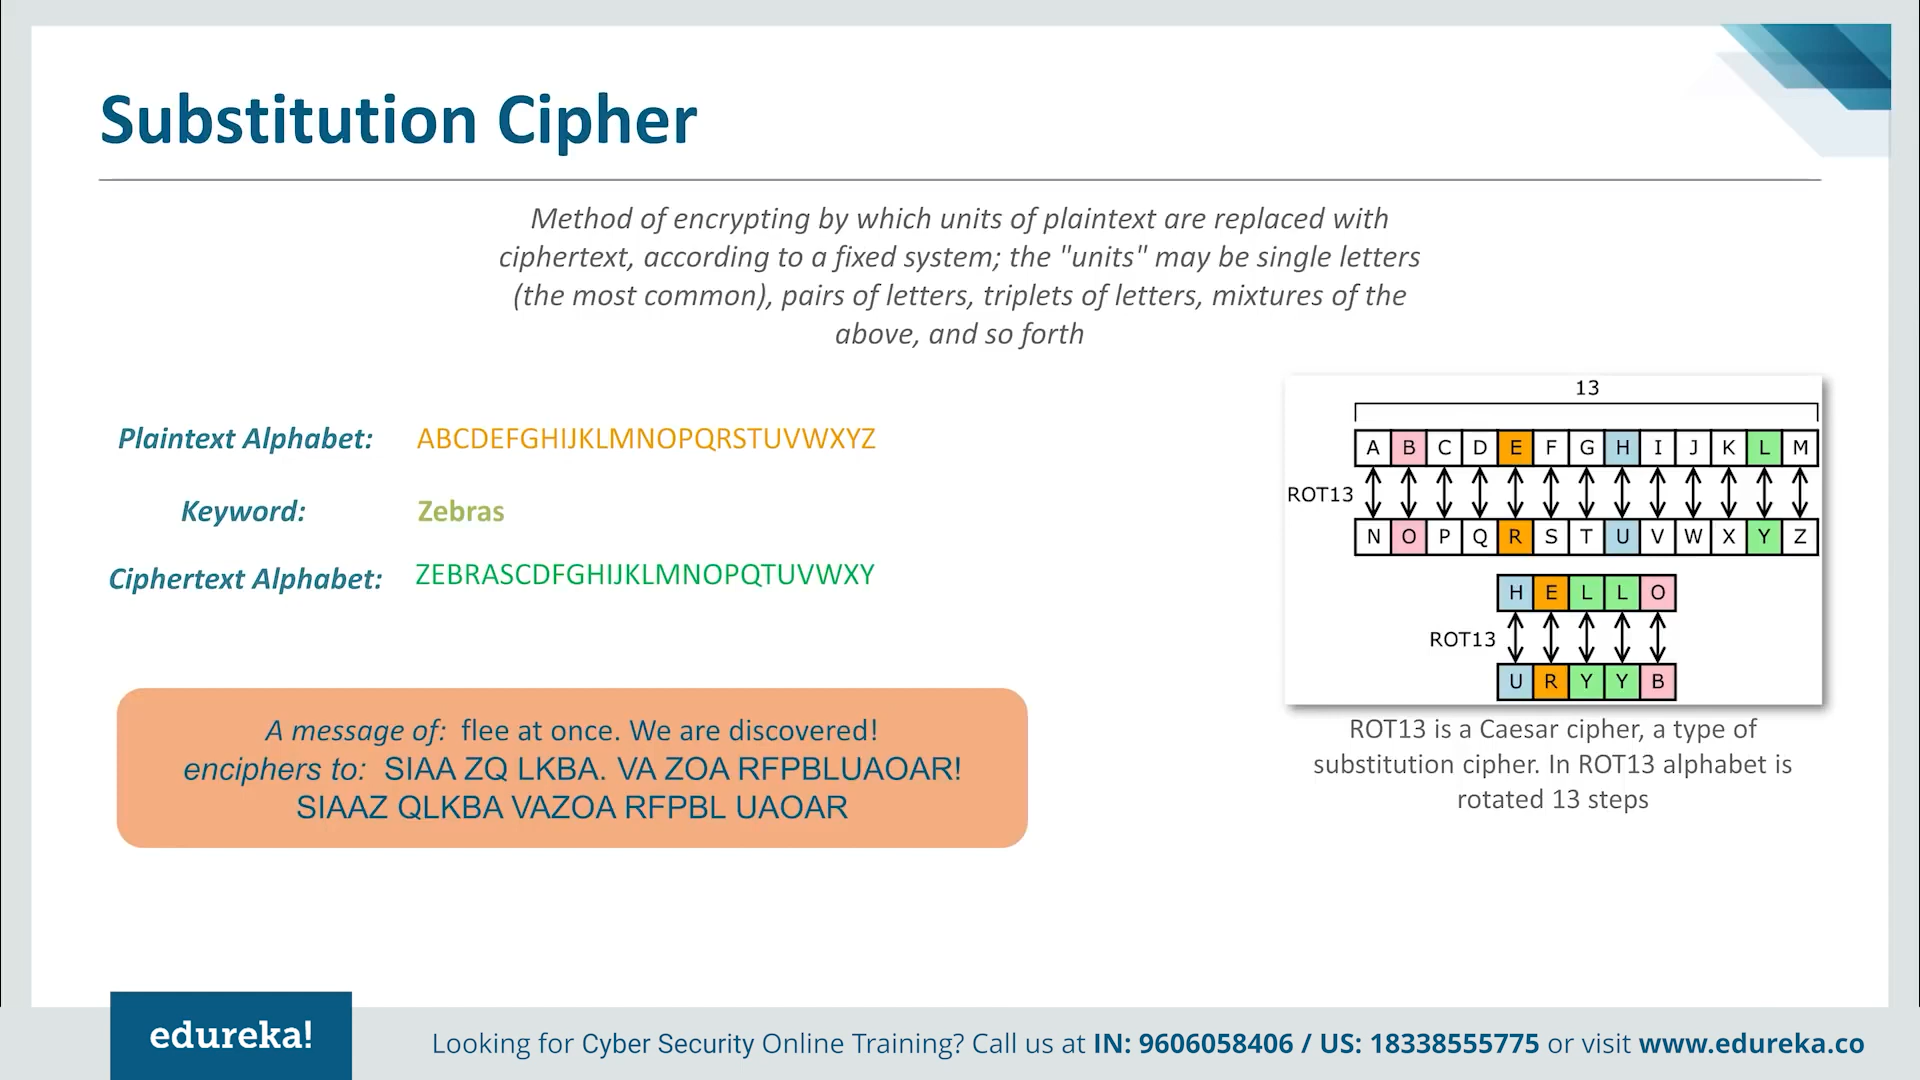 Substitution Cipher
Method of encrypting by which units of plaintext are replaced with
ciphertext, according to a fixed system; the "units" may be single letters
(the most common), pairs of letters, triplets of letters, mixtures of the
above, and so forth
Plaintext Alphabet: ABCDEFGHIJKLMNOPQRSTUVWXYZ
Keyword: Zebras
Ciphertext Alphabet: ZEBRASCDFGHIJKLMNOPQTUVWXY
A message of: flee at once. We are discovered!
enciphers to: SIAA ZQ LKBA. VA ZOA RFPBLUAOAR!
SIAAZ QLKBA VAZOA RFPBL UAOAR
13
A B C D E F G H I J K L M
ROT13
N O P Q R S T U V W X Y Z
H E L L O
ROT13
U R Y Y B
ROT13 is a Caesar cipher, a type of
substitution cipher. In ROT13 alphabet is
rotated 13 steps
edureka!
Looking for Cyber Security Online Training? Call us at IN: 9606058406 / US: 18338555775 or visit www.edureka.co